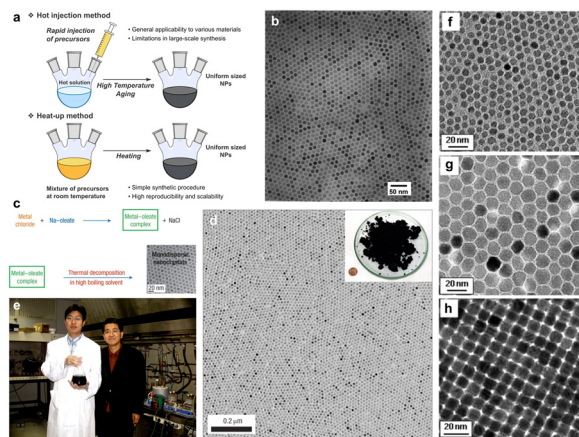 a
❖ Hot injection method
Rapid injection
of precursors
• General applicability to various materials
• Limitations in large-scale synthesis
Hot solution
High Temperature
Aging
Uniform sized
NPs
❖ Heat-up method
Heating
Uniform sized
NPs
Mixture of precursors
at room temperature
• Simple synthetic procedure
• High reproducibility and scalability
b
50 nm
c
Metal
chloride
+ Na–oleate
Metal–oleate
complex
+ NaCl
Metal–oleate
complex
Thermal decomposition
in high boiling solvent
Monodisperse
nanocrystals
20 nm
d
0.2 μm
e
f
20 nm
g
20 nm
h
20 nm